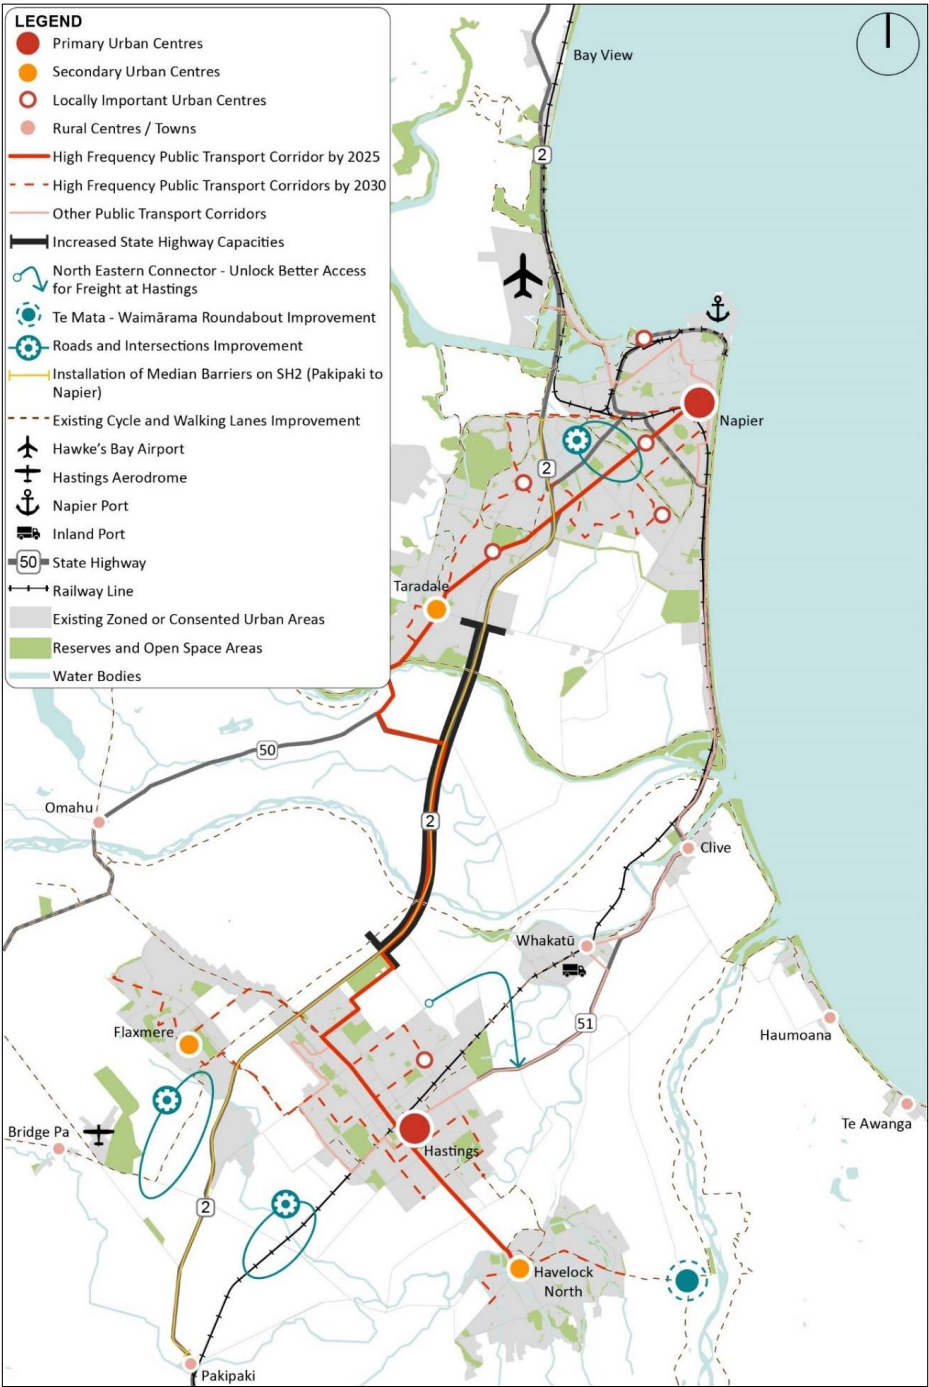 LEGEND
Primary Urban Centres
Secondary Urban Centres
Locally Important Urban Centres
Rural Centres / Towns
High Frequency Public Transport Corridor by 2025
High Frequency Public Transport Corridors by 2030
Other Public Transport Corridors
Increased State Highway Capacities
North Eastern Connector - Unlock Better Access
for Freight at Hastings
Te Mata - Waimārama Roundabout Improvement
Roads and Intersections Improvement
Installation of Median Barriers on SH2 (Pakipaki to
Napier)
Existing Cycle and Walking Lanes Improvement
Hawke's Bay Airport
Hastings Aerodrome
Napier Port
Inland Port
50 State Highway
Railway Line
Existing Zoned or Consented Urban Areas
Reserves and Open Space Areas
Water Bodies
Bay View
2
Napier
2
Taradale
50
Omahu
2
Clive
Whakatū
51
Flaxmere
Haumoana
Te Awanga
Bridge Pa
Hastings
2
Havelock
North
Pakipaki